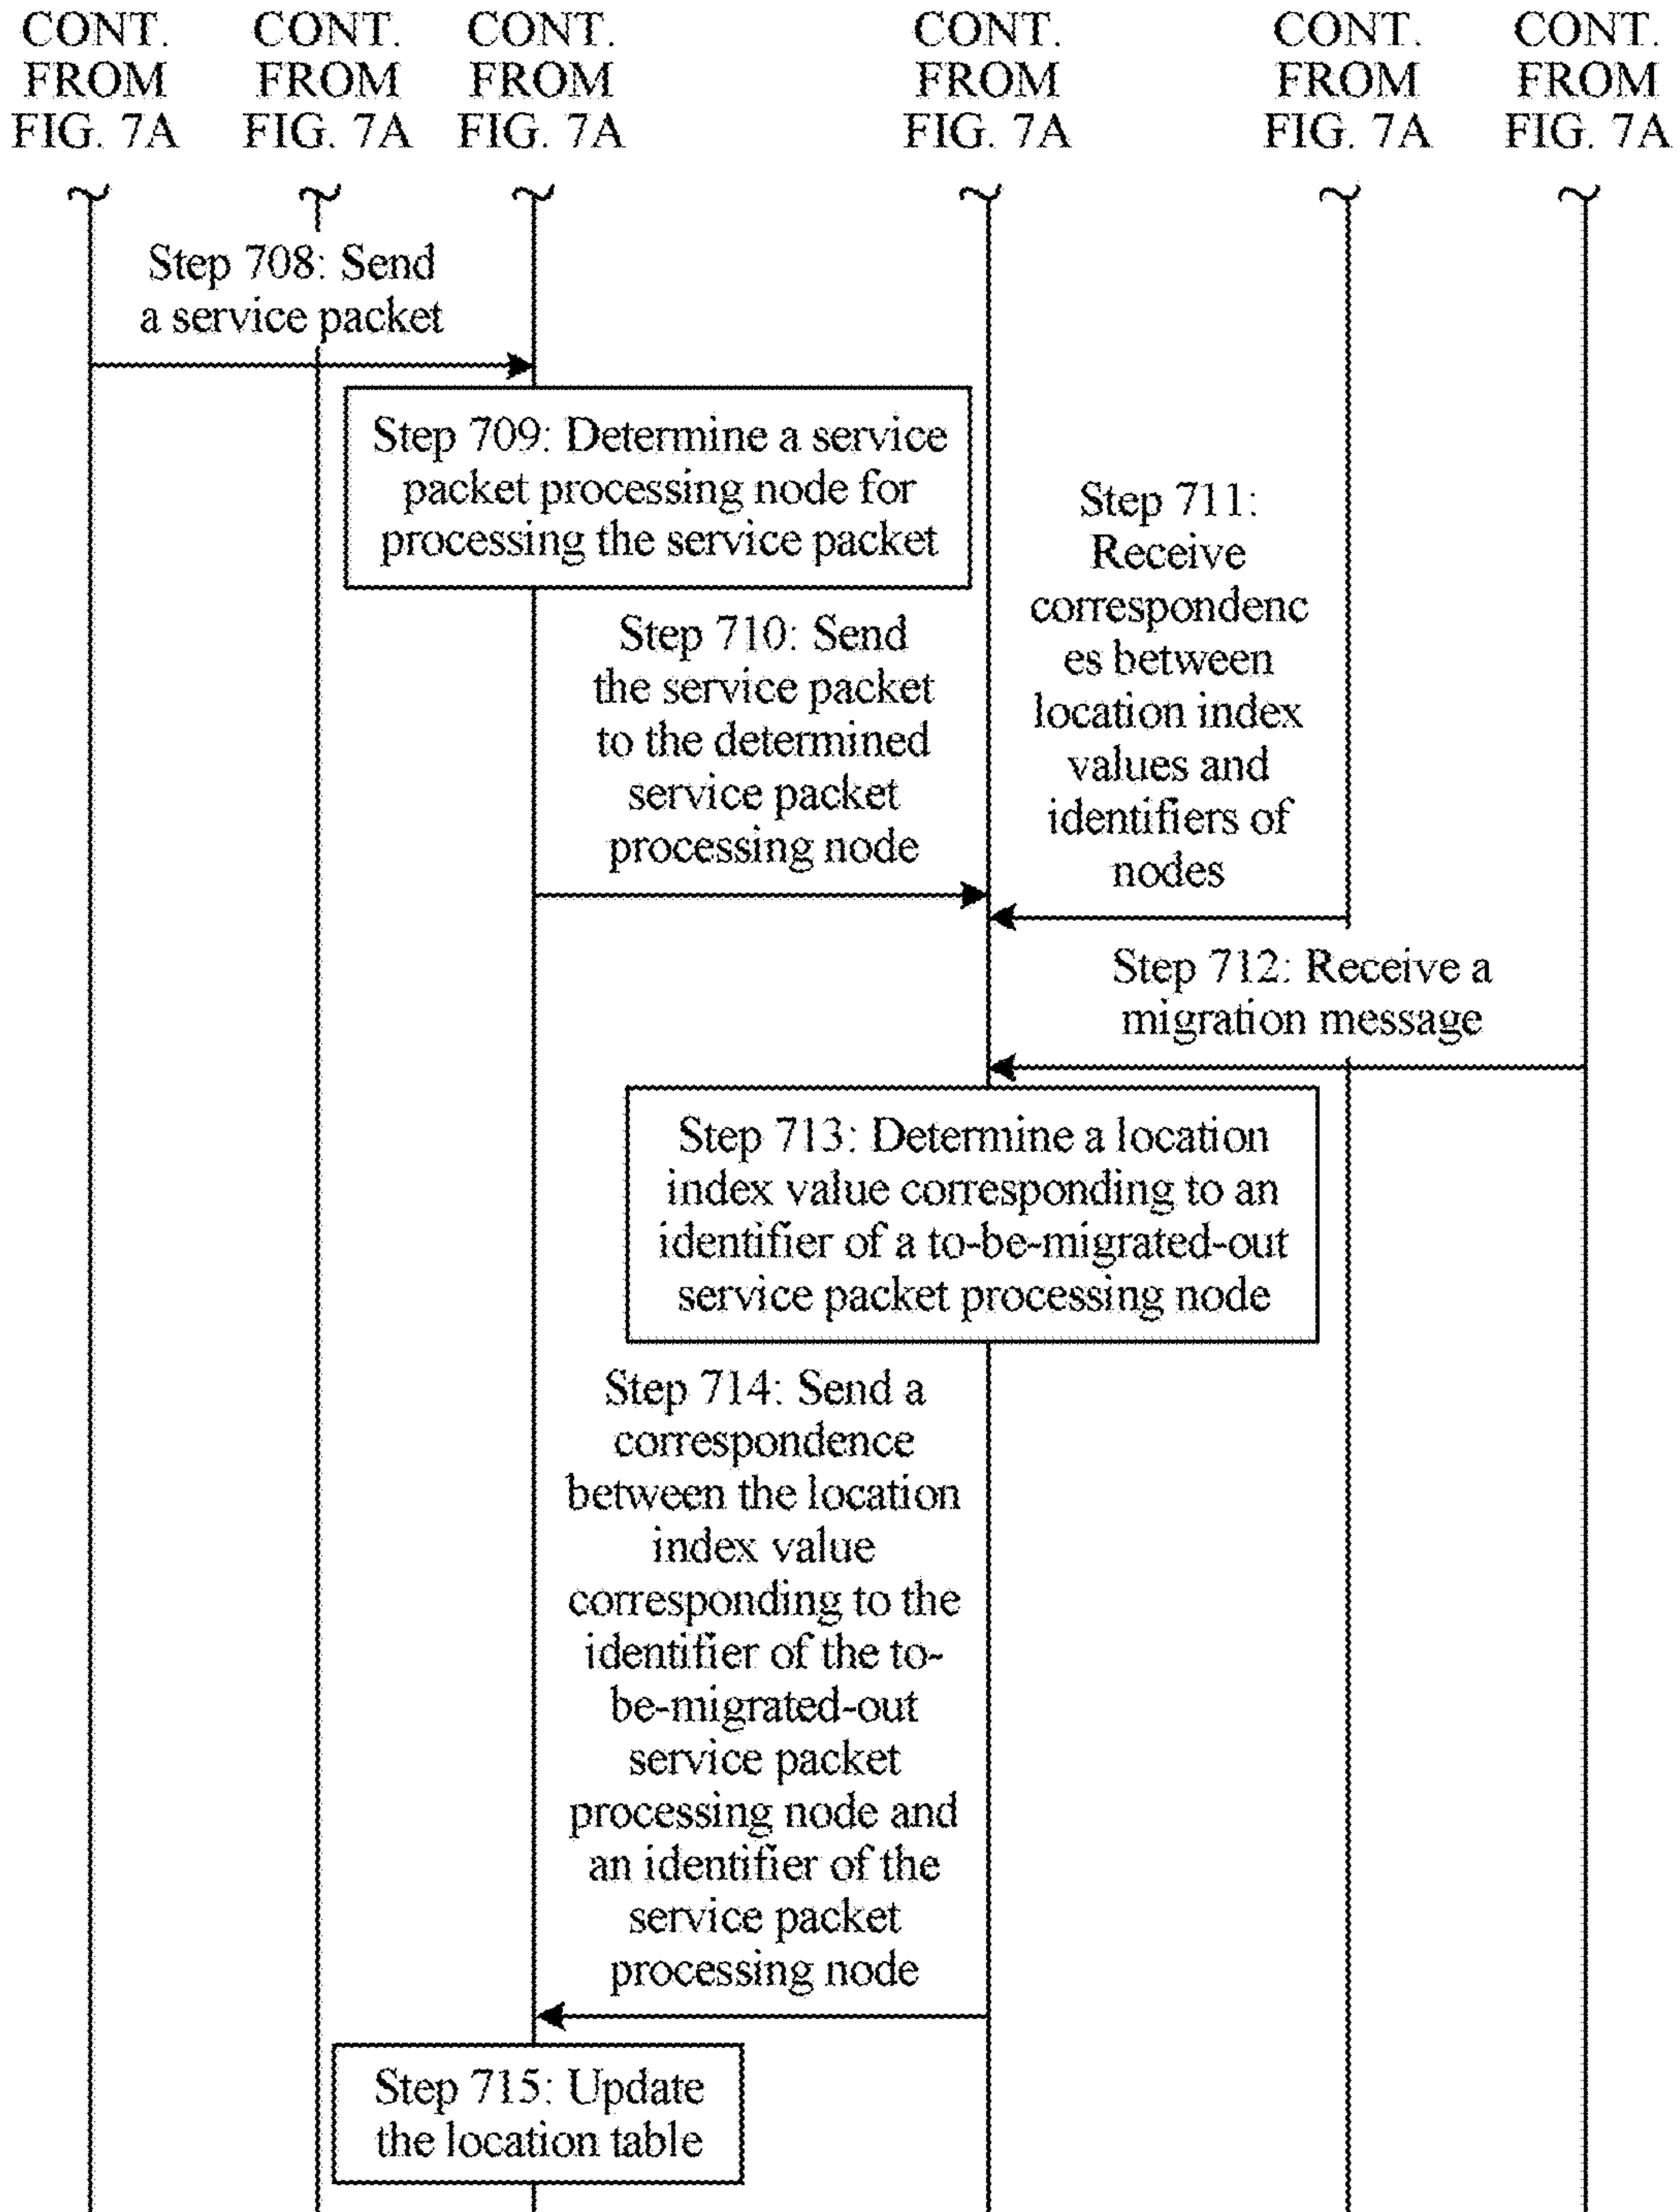 CONT.
FROM
FIG. 7A
CONT.
FROM
FIG. 7A
CONT.
FROM
FIG. 7A
CONT.
FROM
FIG. 7A
CONT.
FROM
FIG. 7A
CONT.
FROM
FIG. 7A
Step 708: Send
a service packet
Step 709: Determine a service
packet processing node for
processing the service packet
Step 710: Send
the service packet
to the determined
service packet
processing node
Step 711:
Receive
correspondenc
es between
location index
values and
identifiers of
nodes
Step 712: Receive a
migration message
Step 713: Determine a location
index value corresponding to an
identifier of a to-be-migrated-out
service packet processing node
Step 714: Send a
correspondence
between the location
index value
corresponding to the
identifier of the to-
be-migrated-out
service packet
processing node and
an identifier of the
service packet
processing node
Step 715: Update
the location table